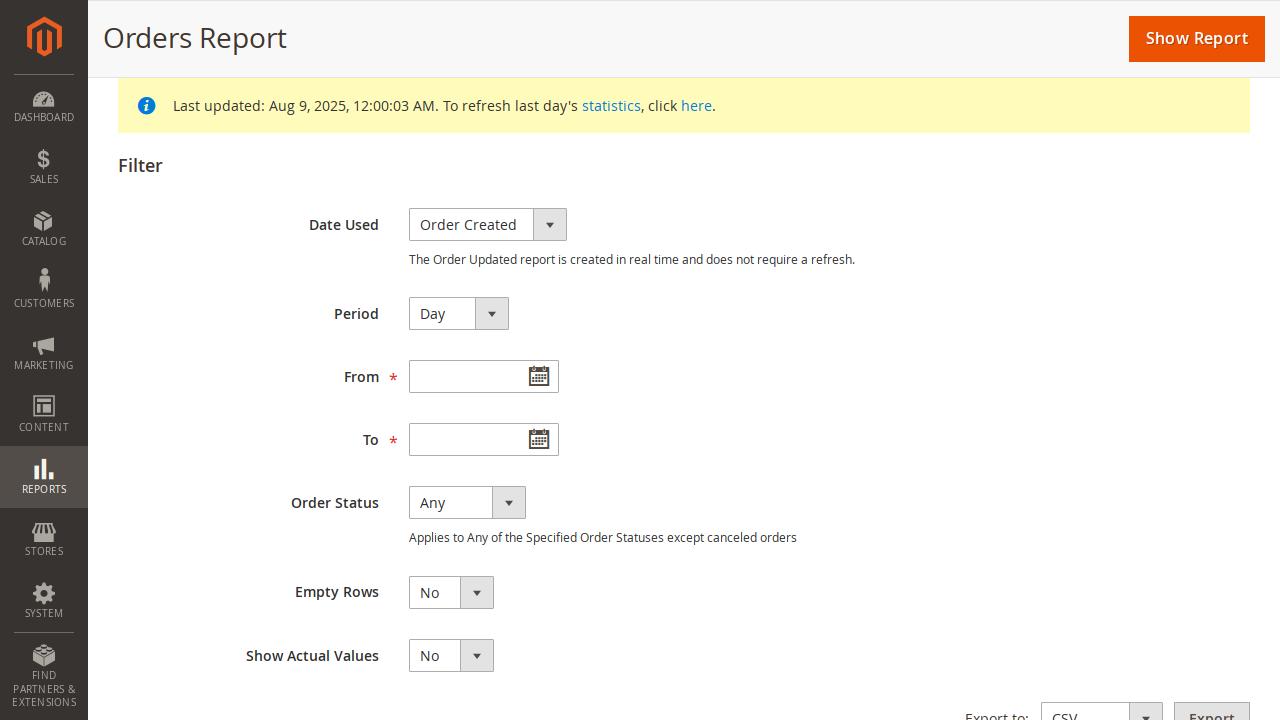 Orders Report
Show Report
DASHBOARD
SALES
CATALOG
CUSTOMERS
MARKETING
CONTENT
REPORTS
STORES
SYSTEM
FIND
PARTNERS &
EXTENSIONS
Last updated: Aug 9, 2025, 12:00:03 AM. To refresh last day's statistics, click here.
Filter
Date Used
Order Created
The Order Updated report is created in real time and does not require a refresh.
Period
Day
From *
To *
Order Status
Any
Applies to Any of the Specified Order Statuses except canceled orders
Empty Rows
No
Show Actual Values
No
Export to: CSV Export